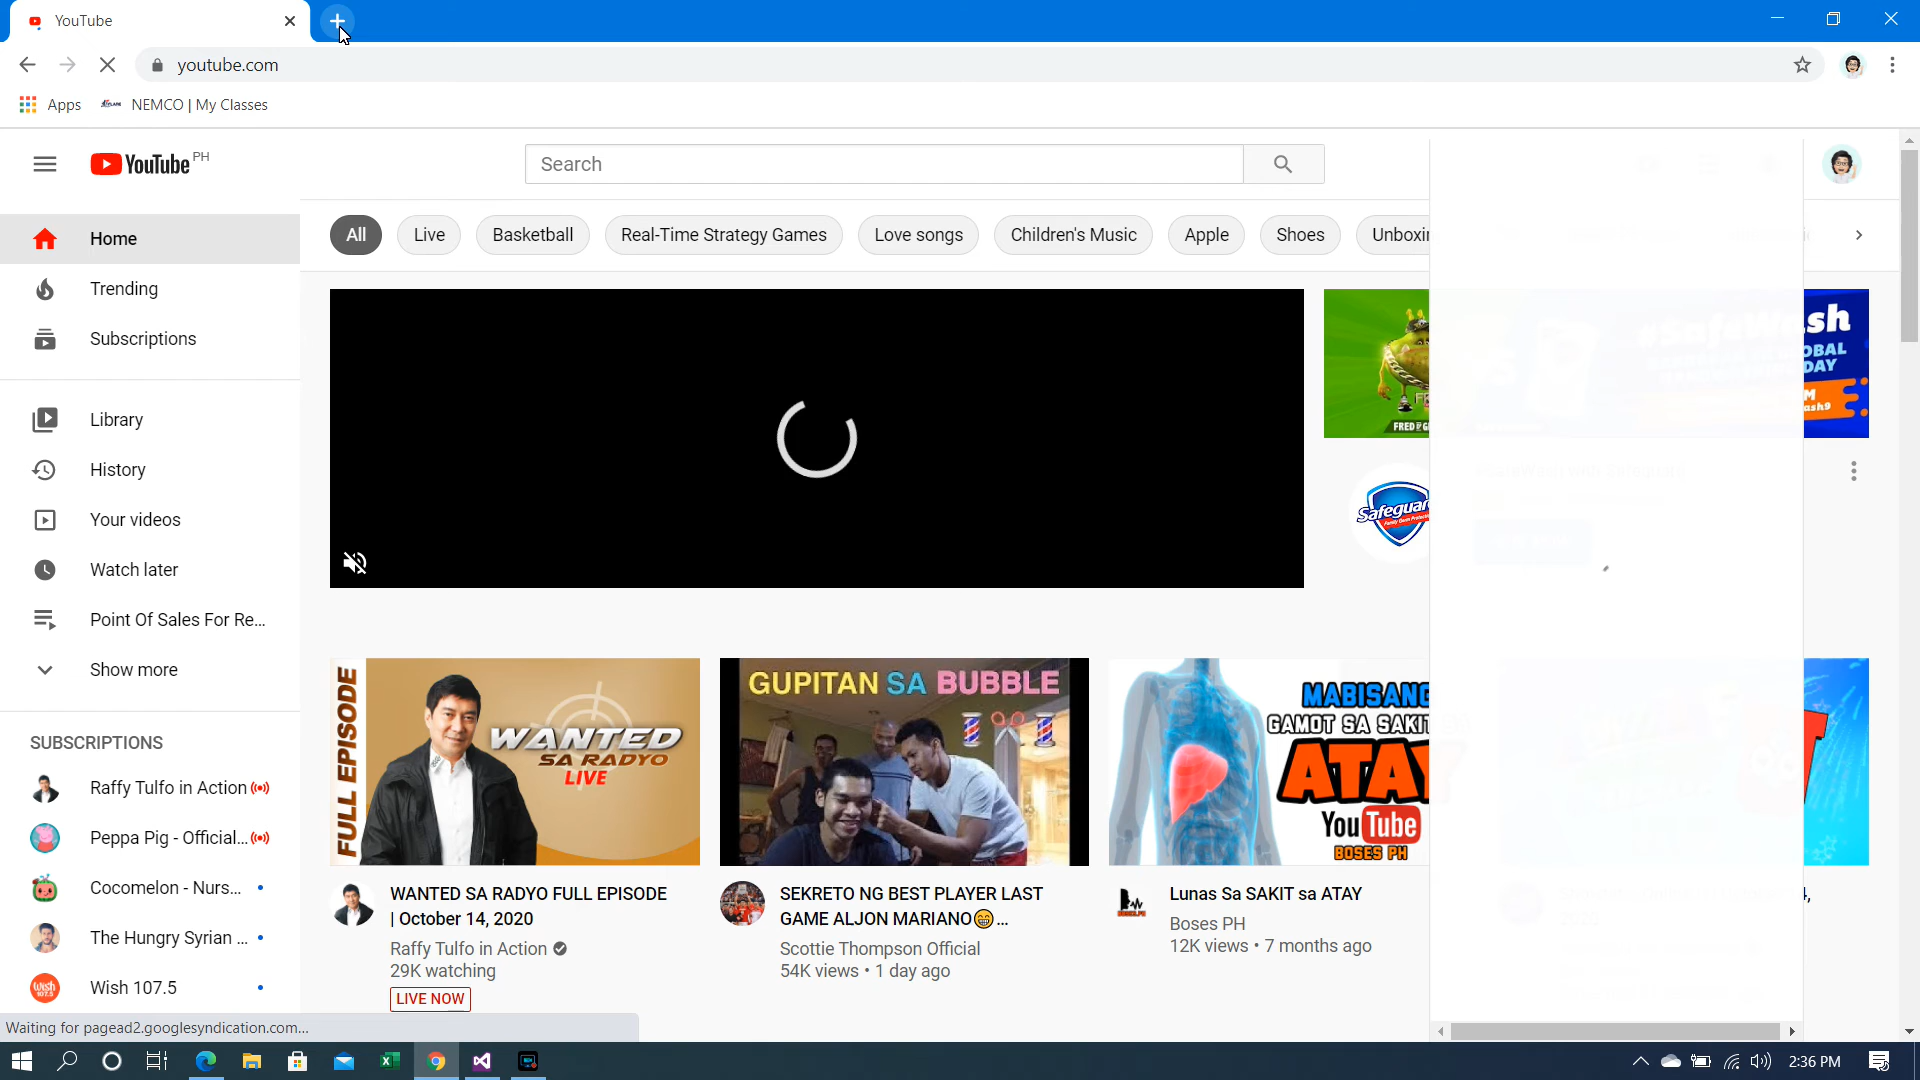 YouTube
youtube.com
Apps
NEMCO | My Classes
YouTube PH
Search
All
Live
Basketball
Real-Time Strategy Games
Love songs
Children's Music
Apple
Shoes
Home
Trending
Subscriptions
Library
History
Your videos
Watch later
Point Of Sales For Re...
Show more
SUBSCRIPTIONS
Raffy Tulfo in Action
Peppa Pig - Official...
Cocomelon - Nurs...
The Hungry Syrian ...
Wish 107.5
Safeguard
FULL EPISODE
WANTED
SA RADYO
LIVE
GUPITAN SA BUBBLE
MABISANG
GAMOT SA SAKIT
ATAY
YouTube
BOSES PH
WANTED SA RADYO FULL EPISODE
| October 14, 2020
Raffy Tulfo in Action
29K watching
LIVE NOW
SEKRETO NG BEST PLAYER LAST
GAME ALJON MARIANO😁...
Scottie Thompson Official
54K views • 1 day ago
Lunas Sa SAKIT sa ATAY
Boses PH
12K views • 7 months ago
Waiting for pagead2.googlesyndication.com...
2:36 PM